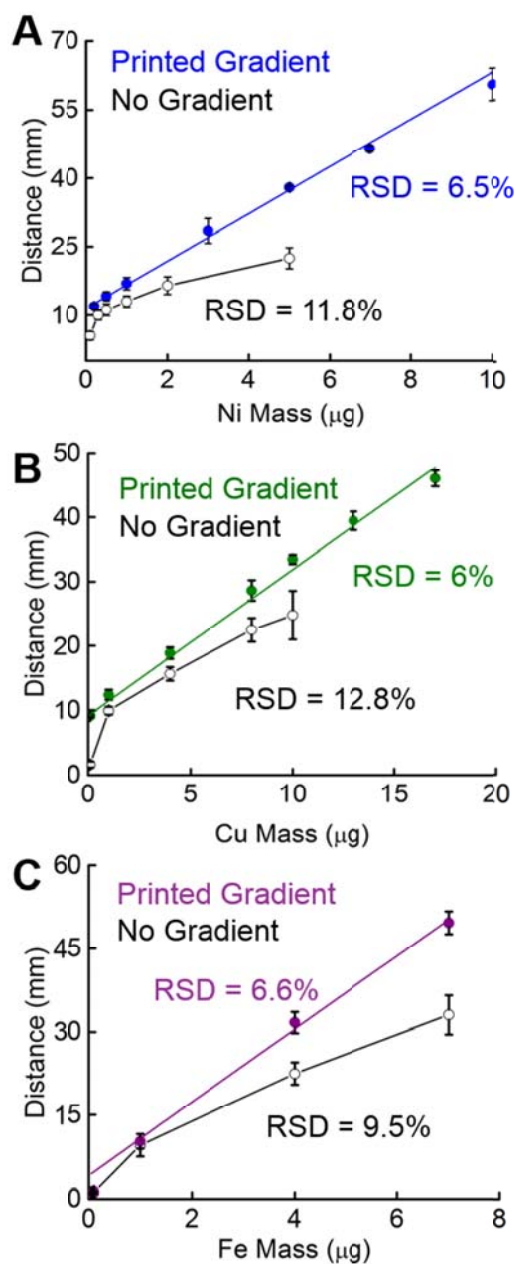 A
70
Printed Gradient
No Gradient
55
40
RSD = 6.5%
25
RSD = 11.8%
10
Distance (mm)
0 2 4 6 8 10
Ni Mass (μg)
B
50
Printed Gradient
No Gradient
40
30
RSD = 6%
20
RSD = 12.8%
10
0
Distance (mm)
0 5 10 15 20
Cu Mass (μg)
C
60
Printed Gradient
No Gradient
45
RSD = 6.6%
30
15
RSD = 9.5%
0
Distance (mm)
0 2 4 6 8
Fe Mass (μg)